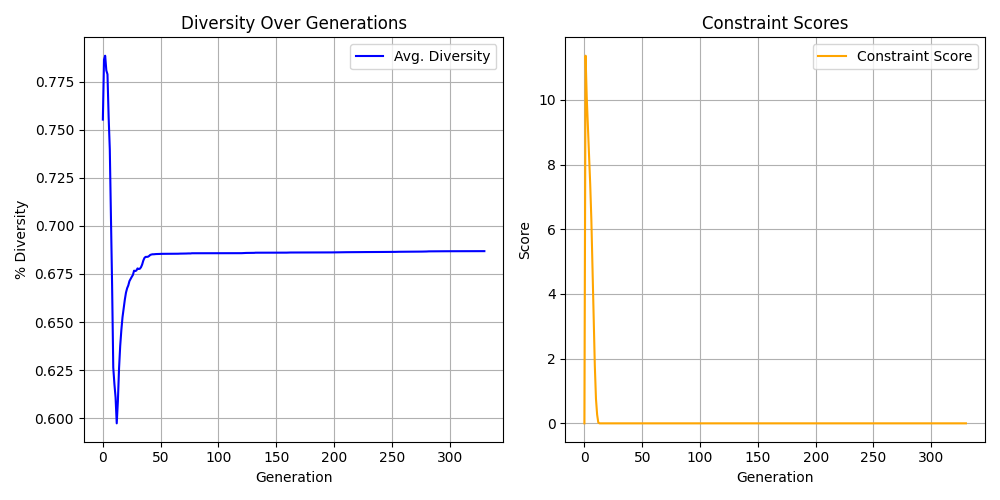 Diversity Over Generations
Avg. Diversity
% Diversity
0.775
0.750
0.725
0.700
0.675
0.650
0.625
0.600
0 50 100 150 200 250 300
Generation
Constraint Scores
Constraint Score
Score
10
8
6
4
2
0
0 50 100 150 200 250 300
Generation